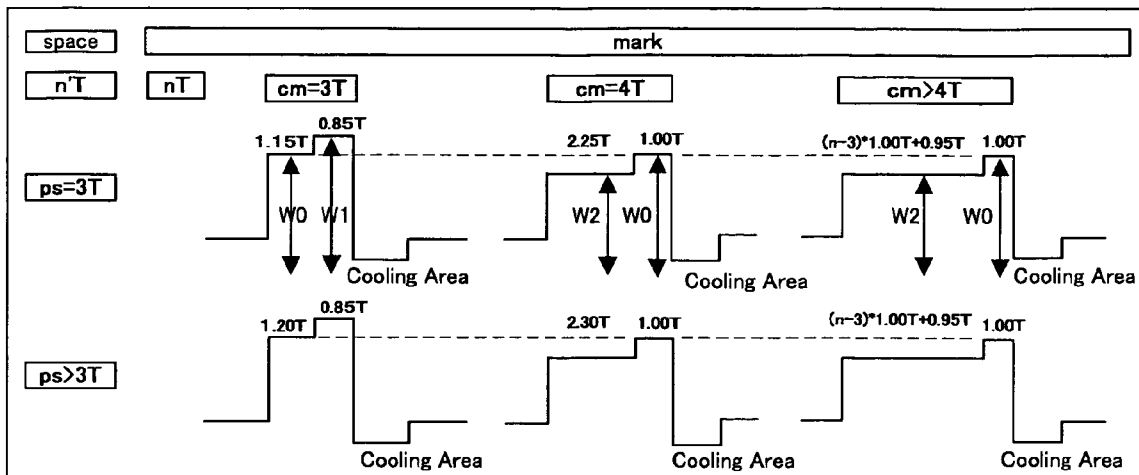 space mark
n'T nT cm=3T cm=4T cm>4T
0.85T
1.15T 2.25T 1.00T (n-3)*1.00T+0.95T 1.00T
ps=3T
W0 W1 W2 W0 W2 W0
Cooling Area Cooling Area Cooling Area
0.85T
1.20T 2.30T 1.00T (n-3)*1.00T+0.95T 1.00T
ps>3T
Cooling Area Cooling Area Cooling Area